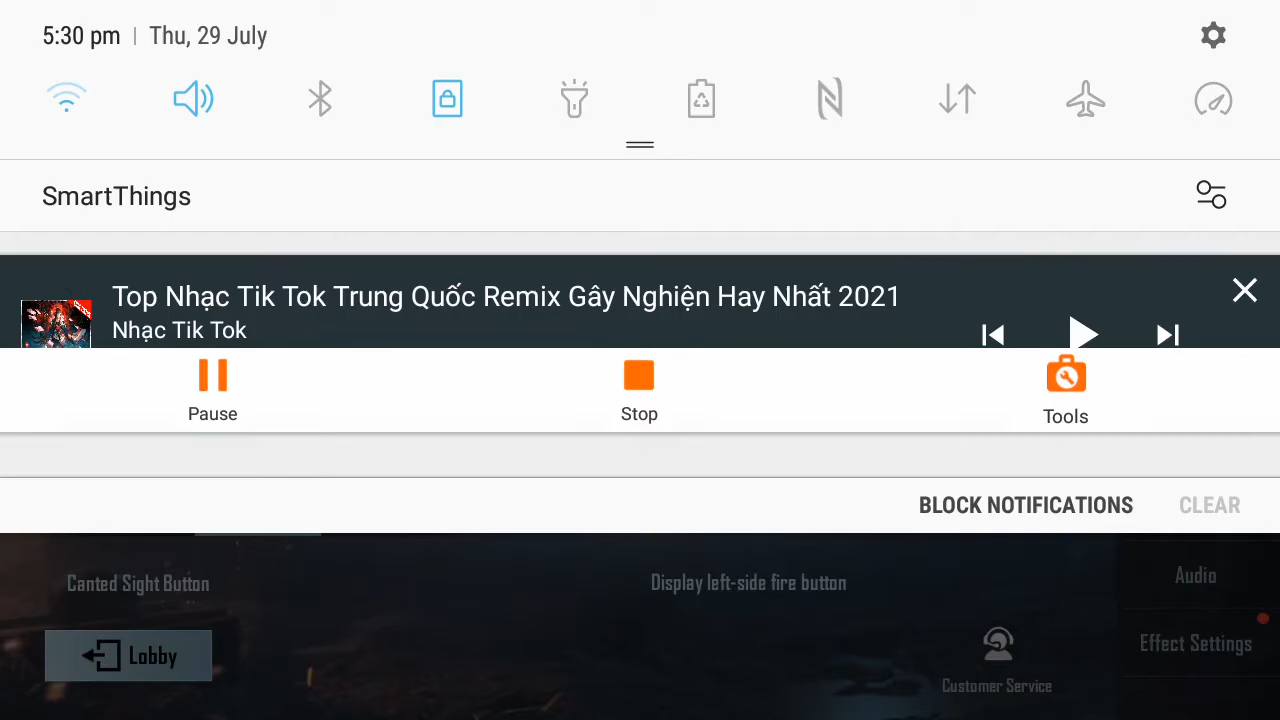 5:30 pm | Thu, 29 July
SmartThings
Top Nhạc Tik Tok Trung Quốc Remix Gây Nghiện Hay Nhất 2021
Nhạc Tik Tok
Pause
Stop
Tools
BLOCK NOTIFICATIONS
CLEAR
Canted Sight Button
Display left-side fire button
Audio
Lobby
Effect Settings
Customer Service